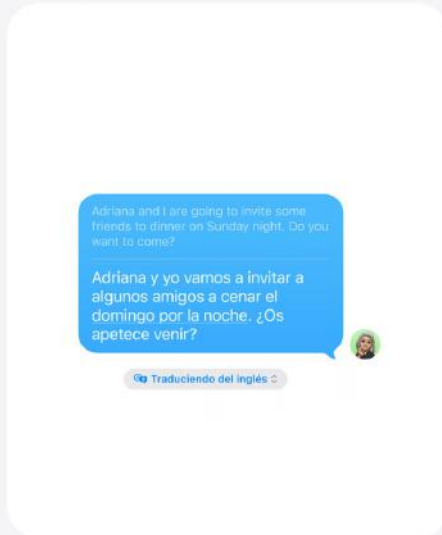 Adriana and I are going to invite some
friends to dinner on Sunday night. Do you
want to come?
Adriana y yo vamos a invitar a
algunos amigos a cenar el
domingo por la noche. ¿Os
apetece venir?
Traduciendo del inglés